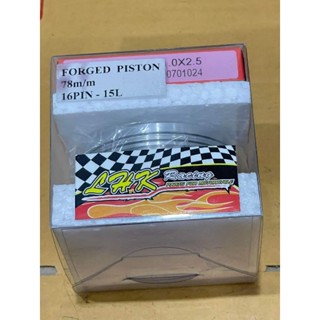 FORGED PISTON
78m/m
16PIN - 15L
.0X2.5
0701024
LHK Racing